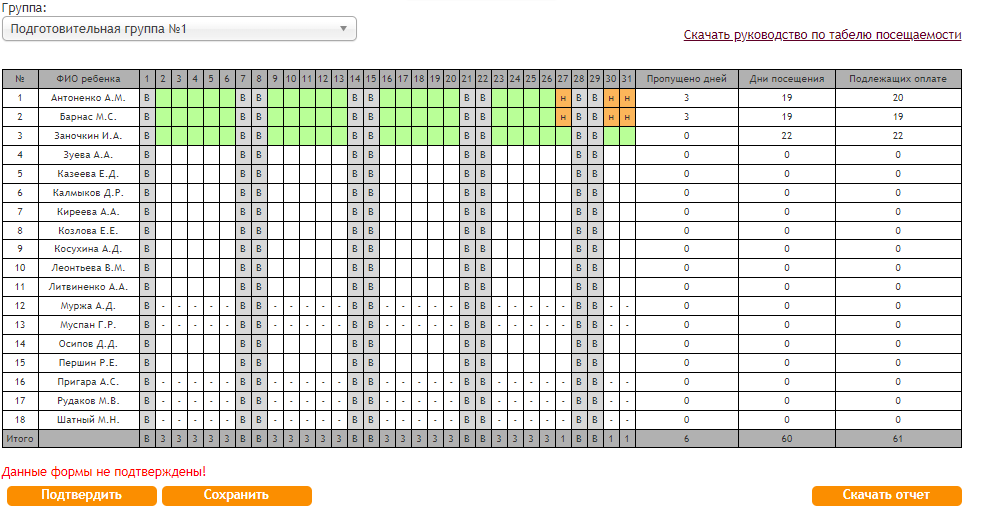 Группа:
Подготовительная группа №1
Скачать руководство по табелю посещаемости
№ ФИО ребенка 1 2 3 4 5 6 7 8 9 10 11 12 13 14 15 16 17 18 19 20 21 22 23 24 25 26 27 28 29 30 31 Пропущено дней Дни посещения Подлежащих оплате
1 Антоненко А.М. В В В В В В В н В В н н 3 19 20
2 Барнас М.С. В В В В В В В н В В н н 3 19 19
3 Заночкин И.А. В В В В В В В В В 0 22 22
4 Зуева А.А. В В В В В В В В В 0 0 0
5 Казеева Е.Д. В В В В В В В В В 0 0 0
6 Калмыков Д.Р. В В В В В В В В В 0 0 0
7 Киреева А.А. В В В В В В В В В 0 0 0
8 Козлова Е.Е. В В В В В В В В В 0 0 0
9 Косухина А.Д. В В В В В В В В В 0 0 0
10 Леонтьева В.М. В В В В В В В В В 0 0 0
11 Литвиненко А.А. В В В В В В В В В 0 0 0
12 Муржа А.Д. В - - - - - В В - - - - - В В - - - - - В В - - - - - В В - - 0 0 0
13 Муспан Г.Р. В - - - - - В В - - - - - В В - - - - - В В - - - - - В В - - 0 0 0
14 Осипов Д.Д. В В В В В В В В В 0 0 0
15 Першин Р.Е. В В В В В В В В В 0 0 0
16 Пригара А.С. В - - - - - В В - - - - - В В - - - - - В В - - - - - В В - - 0 0 0
17 Рудаков М.В. В - - - - - В В - - - - - В В - - - - - В В - - - - - В В - - 0 0 0
18 Шатный М.Н. В - - - - - В В - - - - - В В - - - - - В В - - - - - В В - - 0 0 0
Итого В 3 3 3 3 3 В В 3 3 3 3 3 В В 3 3 3 3 3 В В 3 3 3 3 1 В В 1 1 6 60 61
Данные формы не подтверждены!
Подтвердить Сохранить Скачать отчет